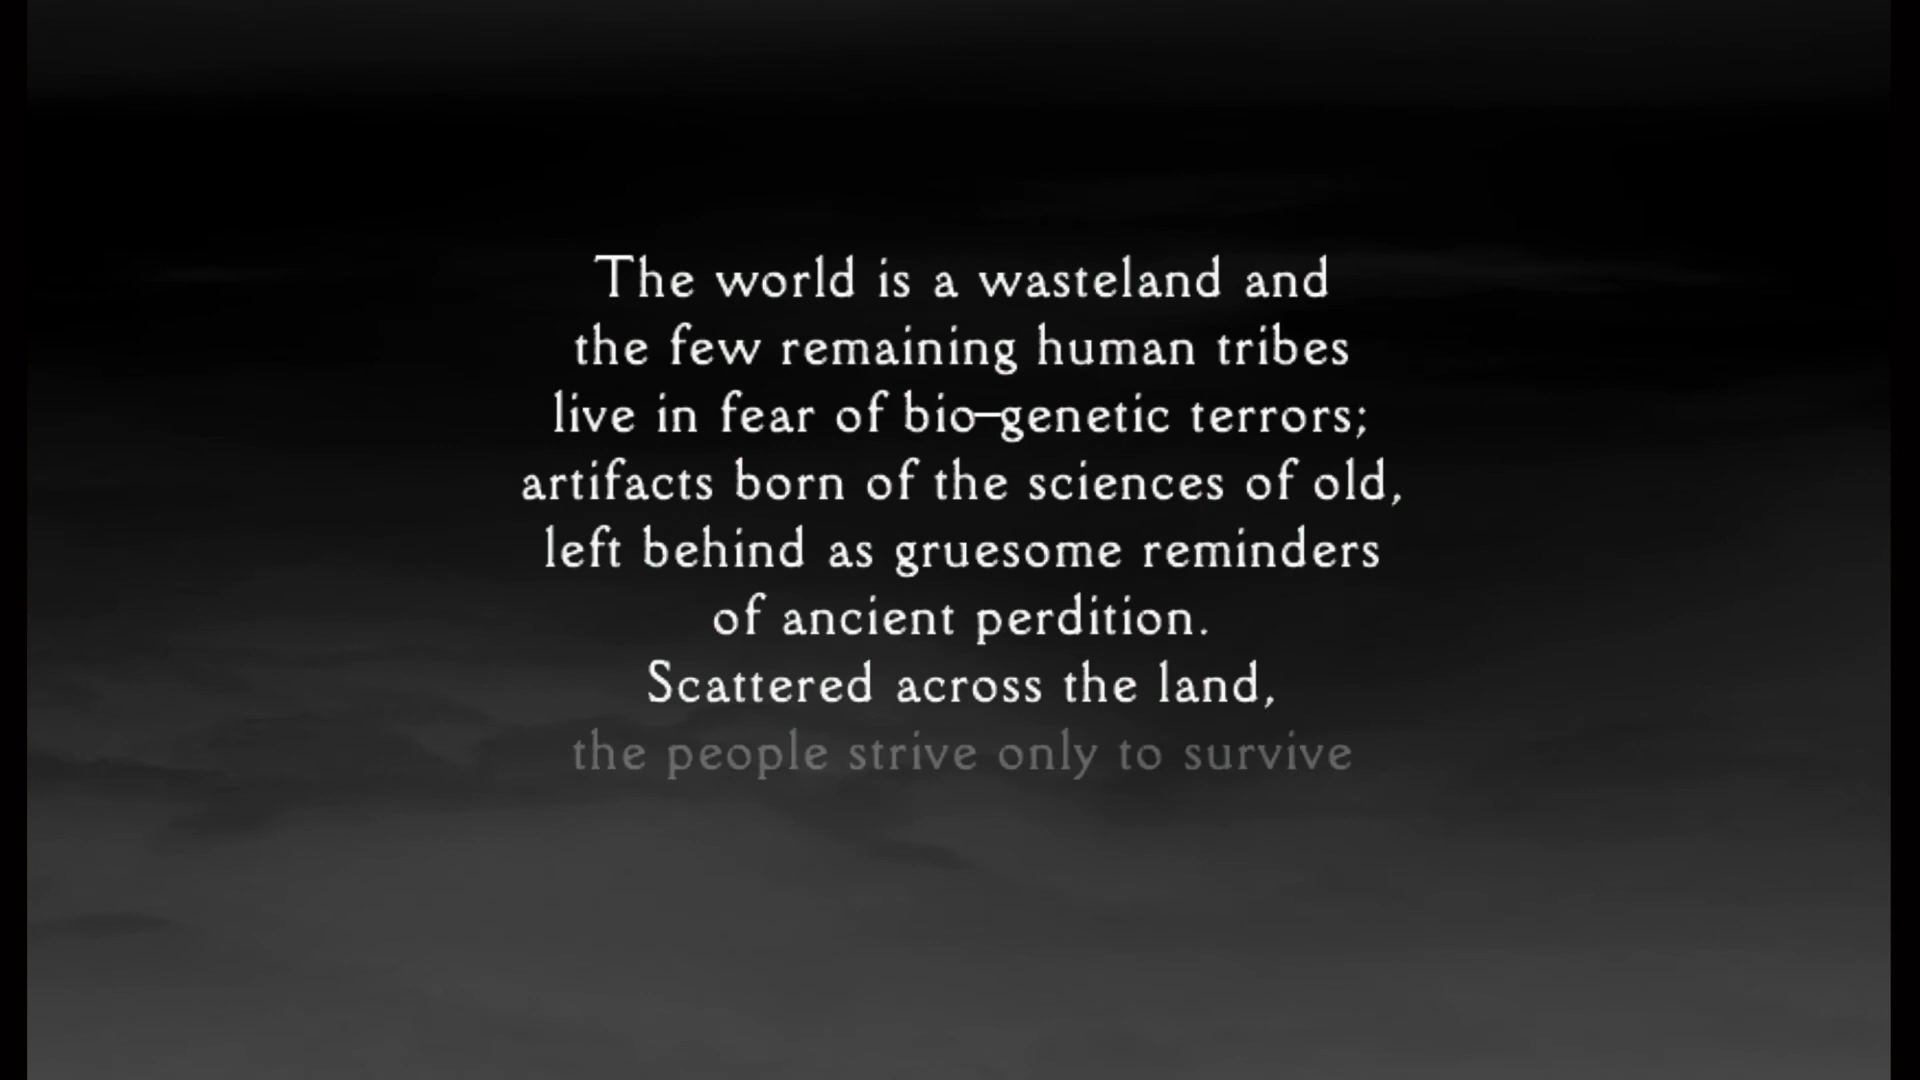 The world is a wasteland and
the few remaining human tribes
live in fear of bio–genetic terrors;
artifacts born of the sciences of old,
left behind as gruesome reminders
of ancient perdition.
Scattered across the land,
the people strive only to survive